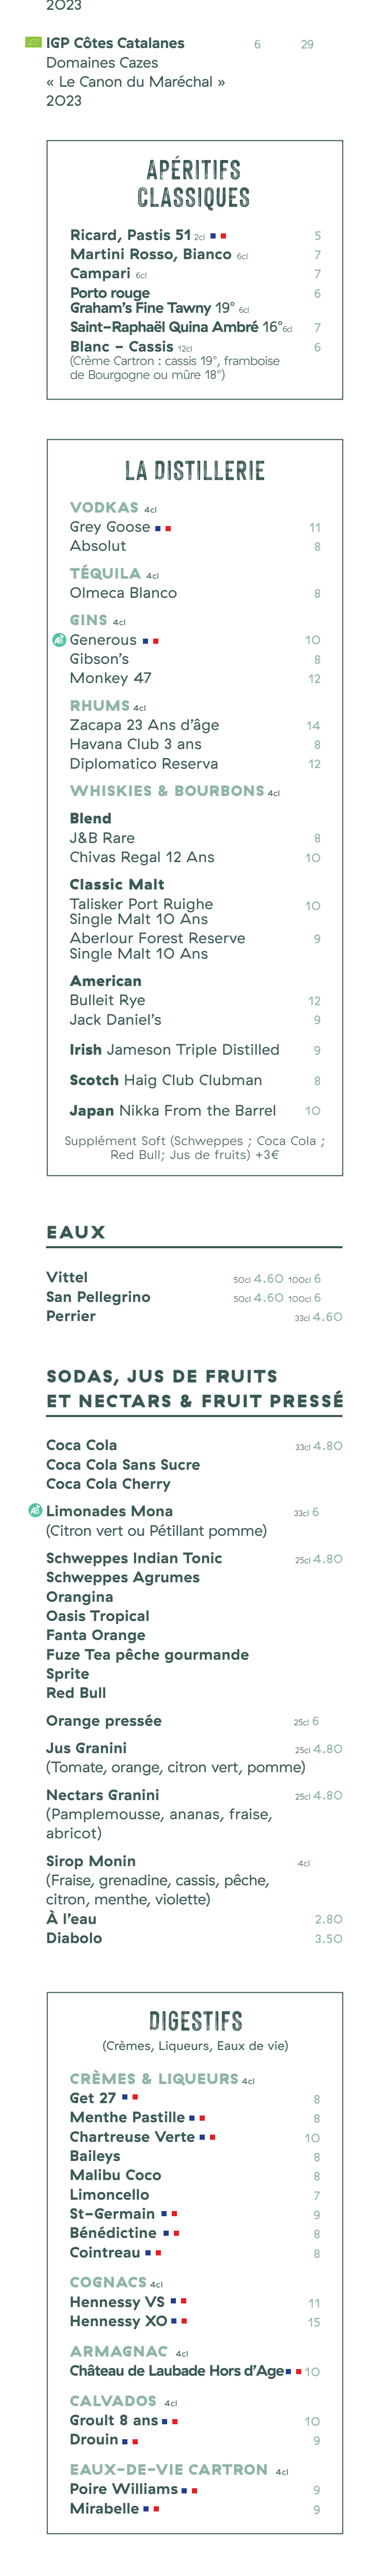 2023
IGP Côtes Catalanes 6 29
Domaines Cazes
« Le Canon du Maréchal »
2023
APÉRITIFS
CLASSIQUES
Ricard, Pastis 51 2cl 5
Martini Rosso, Bianco 6cl 7
Campari 6cl 7
Porto rouge 6
Graham's Fine Tawny 19° 6cl
Saint-Raphaël Quina Ambré 16° 6cl 7
Blanc - Cassis 12cl 6
(Crème Cartron : cassis 19°, framboise
de Bourgogne ou mûre 18°)
LA DISTILLERIE
VODKAS 4cl
Grey Goose 11
Absolut 8
TÉQUILA 4cl
Olmeca Blanco 8
GINS 4cl
Generous 10
Gibson's 8
Monkey 47 12
RHUMS 4cl
Zacapa 23 Ans d'âge 14
Havana Club 3 ans 8
Diplomatico Reserva 12
WHISKIES & BOURBONS 4cl
Blend
J&B Rare 8
Chivas Regal 12 Ans 10
Classic Malt
Talisker Port Ruighe 10
Single Malt 10 Ans
Aberlour Forest Reserve 9
Single Malt 10 Ans
American
Bulleit Rye 12
Jack Daniel's 9
Irish Jameson Triple Distilled 9
Scotch Haig Club Clubman 8
Japan Nikka From the Barrel 10
Supplément Soft (Schweppes ; Coca Cola ;
Red Bull; Jus de fruits) +3€
EAUX
Vittel 50cl 4.60 100cl 6
San Pellegrino 50cl 4.60 100cl 6
Perrier 33cl 4.60
SODAS, JUS DE FRUITS
ET NECTARS & FRUIT PRESSÉ
Coca Cola 33cl 4.80
Coca Cola Sans Sucre
Coca Cola Cherry
Limonades Mona 33cl 6
(Citron vert ou Pétillant pomme)
Schweppes Indian Tonic 25cl 4.80
Schweppes Agrumes
Orangina
Oasis Tropical
Fanta Orange
Fuze Tea pêche gourmande
Sprite
Red Bull
Orange pressée 25cl 6
Jus Granini 25cl 4.80
(Tomate, orange, citron vert, pomme)
Nectars Granini 25cl 4.80
(Pamplemousse, ananas, fraise,
abricot)
Sirop Monin 4cl
(Fraise, grenadine, cassis, pêche,
citron, menthe, violette)
À l'eau 2.80
Diabolo 3.50
DIGESTIFS
(Crèmes, Liqueurs, Eaux de vie)
CRÈMES & LIQUEURS 4cl
Get 27 8
Menthe Pastille 8
Chartreuse Verte 10
Baileys 8
Malibu Coco 8
Limoncello 7
St-Germain 9
Bénédictine 8
Cointreau 8
COGNACS 4cl
Hennessy VS 11
Hennessy XO 15
ARMAGNAC 4cl
Château de Laubade Hors d'Age 10
CALVADOS 4cl
Groult 8 ans 10
Drouin 9
EAUX-DE-VIE CARTRON 4cl
Poire Williams 9
Mirabelle 9